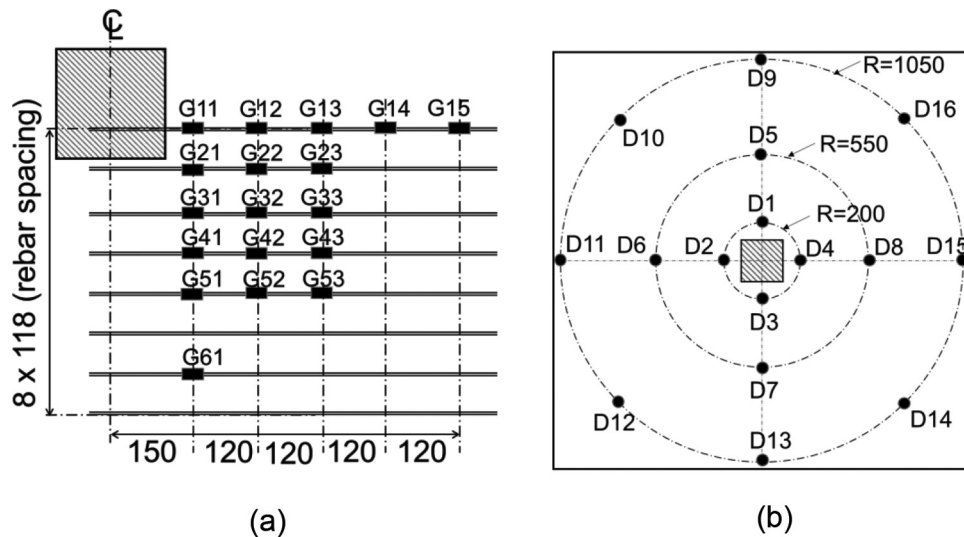 ℄
G11 G12 G13 G14 G15
G21 G22 G23
G31 G32 G33
G41 G42 G43
G51 G52 G53
G61
8 x 118 (rebar spacing)
150 120 120 120 120
(a)
R=1050
D9
D10
D16
D5
R=550
D1
R=200
D11 D6 D2 D4 D8 D15
D3
D7
D12
D14
D13
(b)